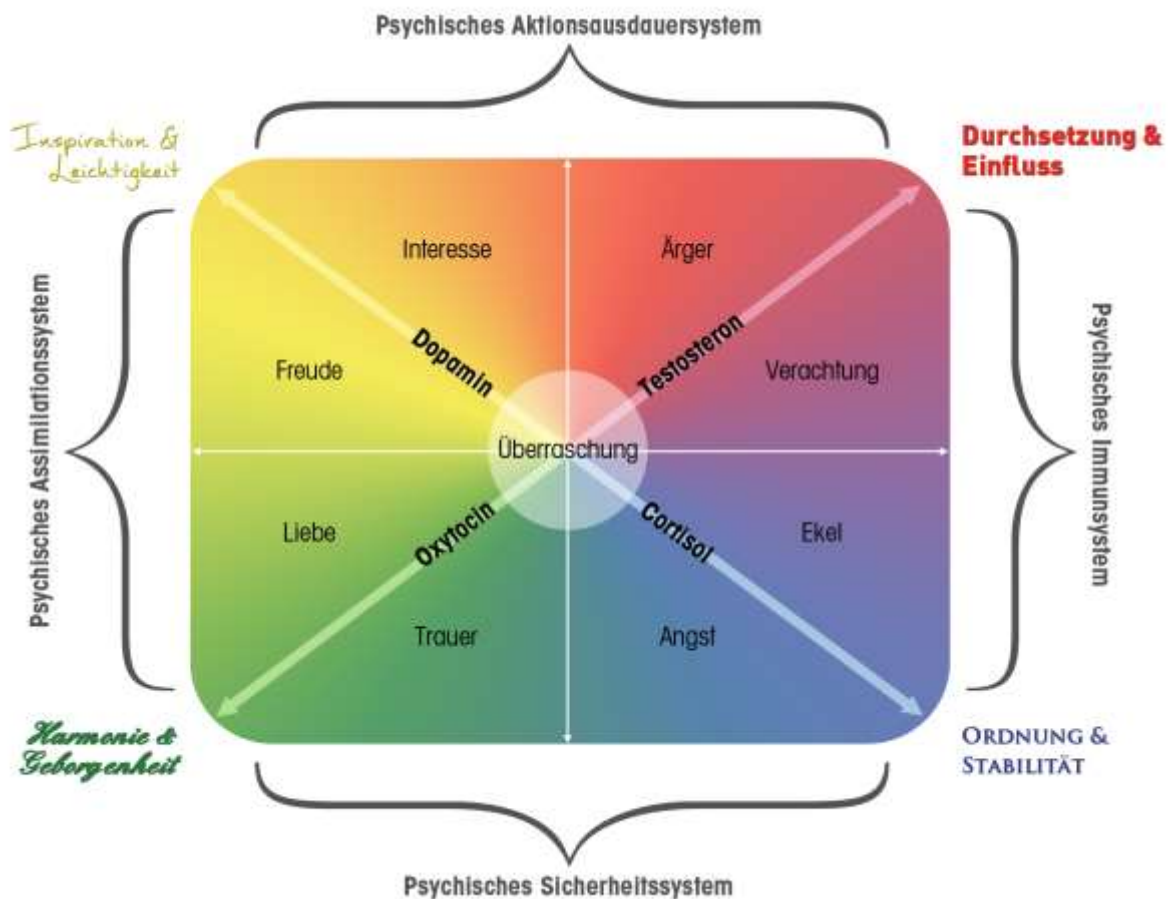 Psychisches Aktionsausdauersystem
Inspiration &
Leichtigkeit
Durchsetzung &
Einfluss
Interesse
Ärger
Dopamin
Testosteron
Freude
Verachtung
Psychisches Assimilationssystem
Überraschung
Psychisches Immunsystem
Liebe
Oxytocin
Cortisol
Ekel
Trauer
Angst
Harmonie &
Geborgenheit
ORDNUNG &
STABILITÄT
Psychisches Sicherheitssystem